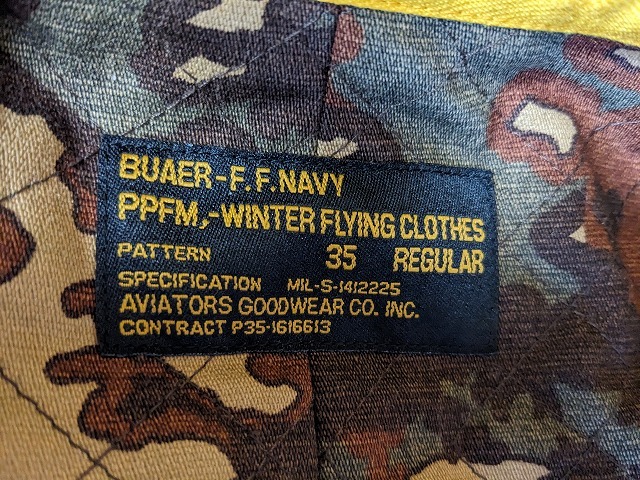 BUAER-F.F.NAVY
PPFM,-WINTER FLYING CLOTHES
PATTERN 35 REGULAR
SPECIFICATION MIL-S-1412225
AVIATORS GOODWEAR CO. INC.
CONTRACT P35-1616613